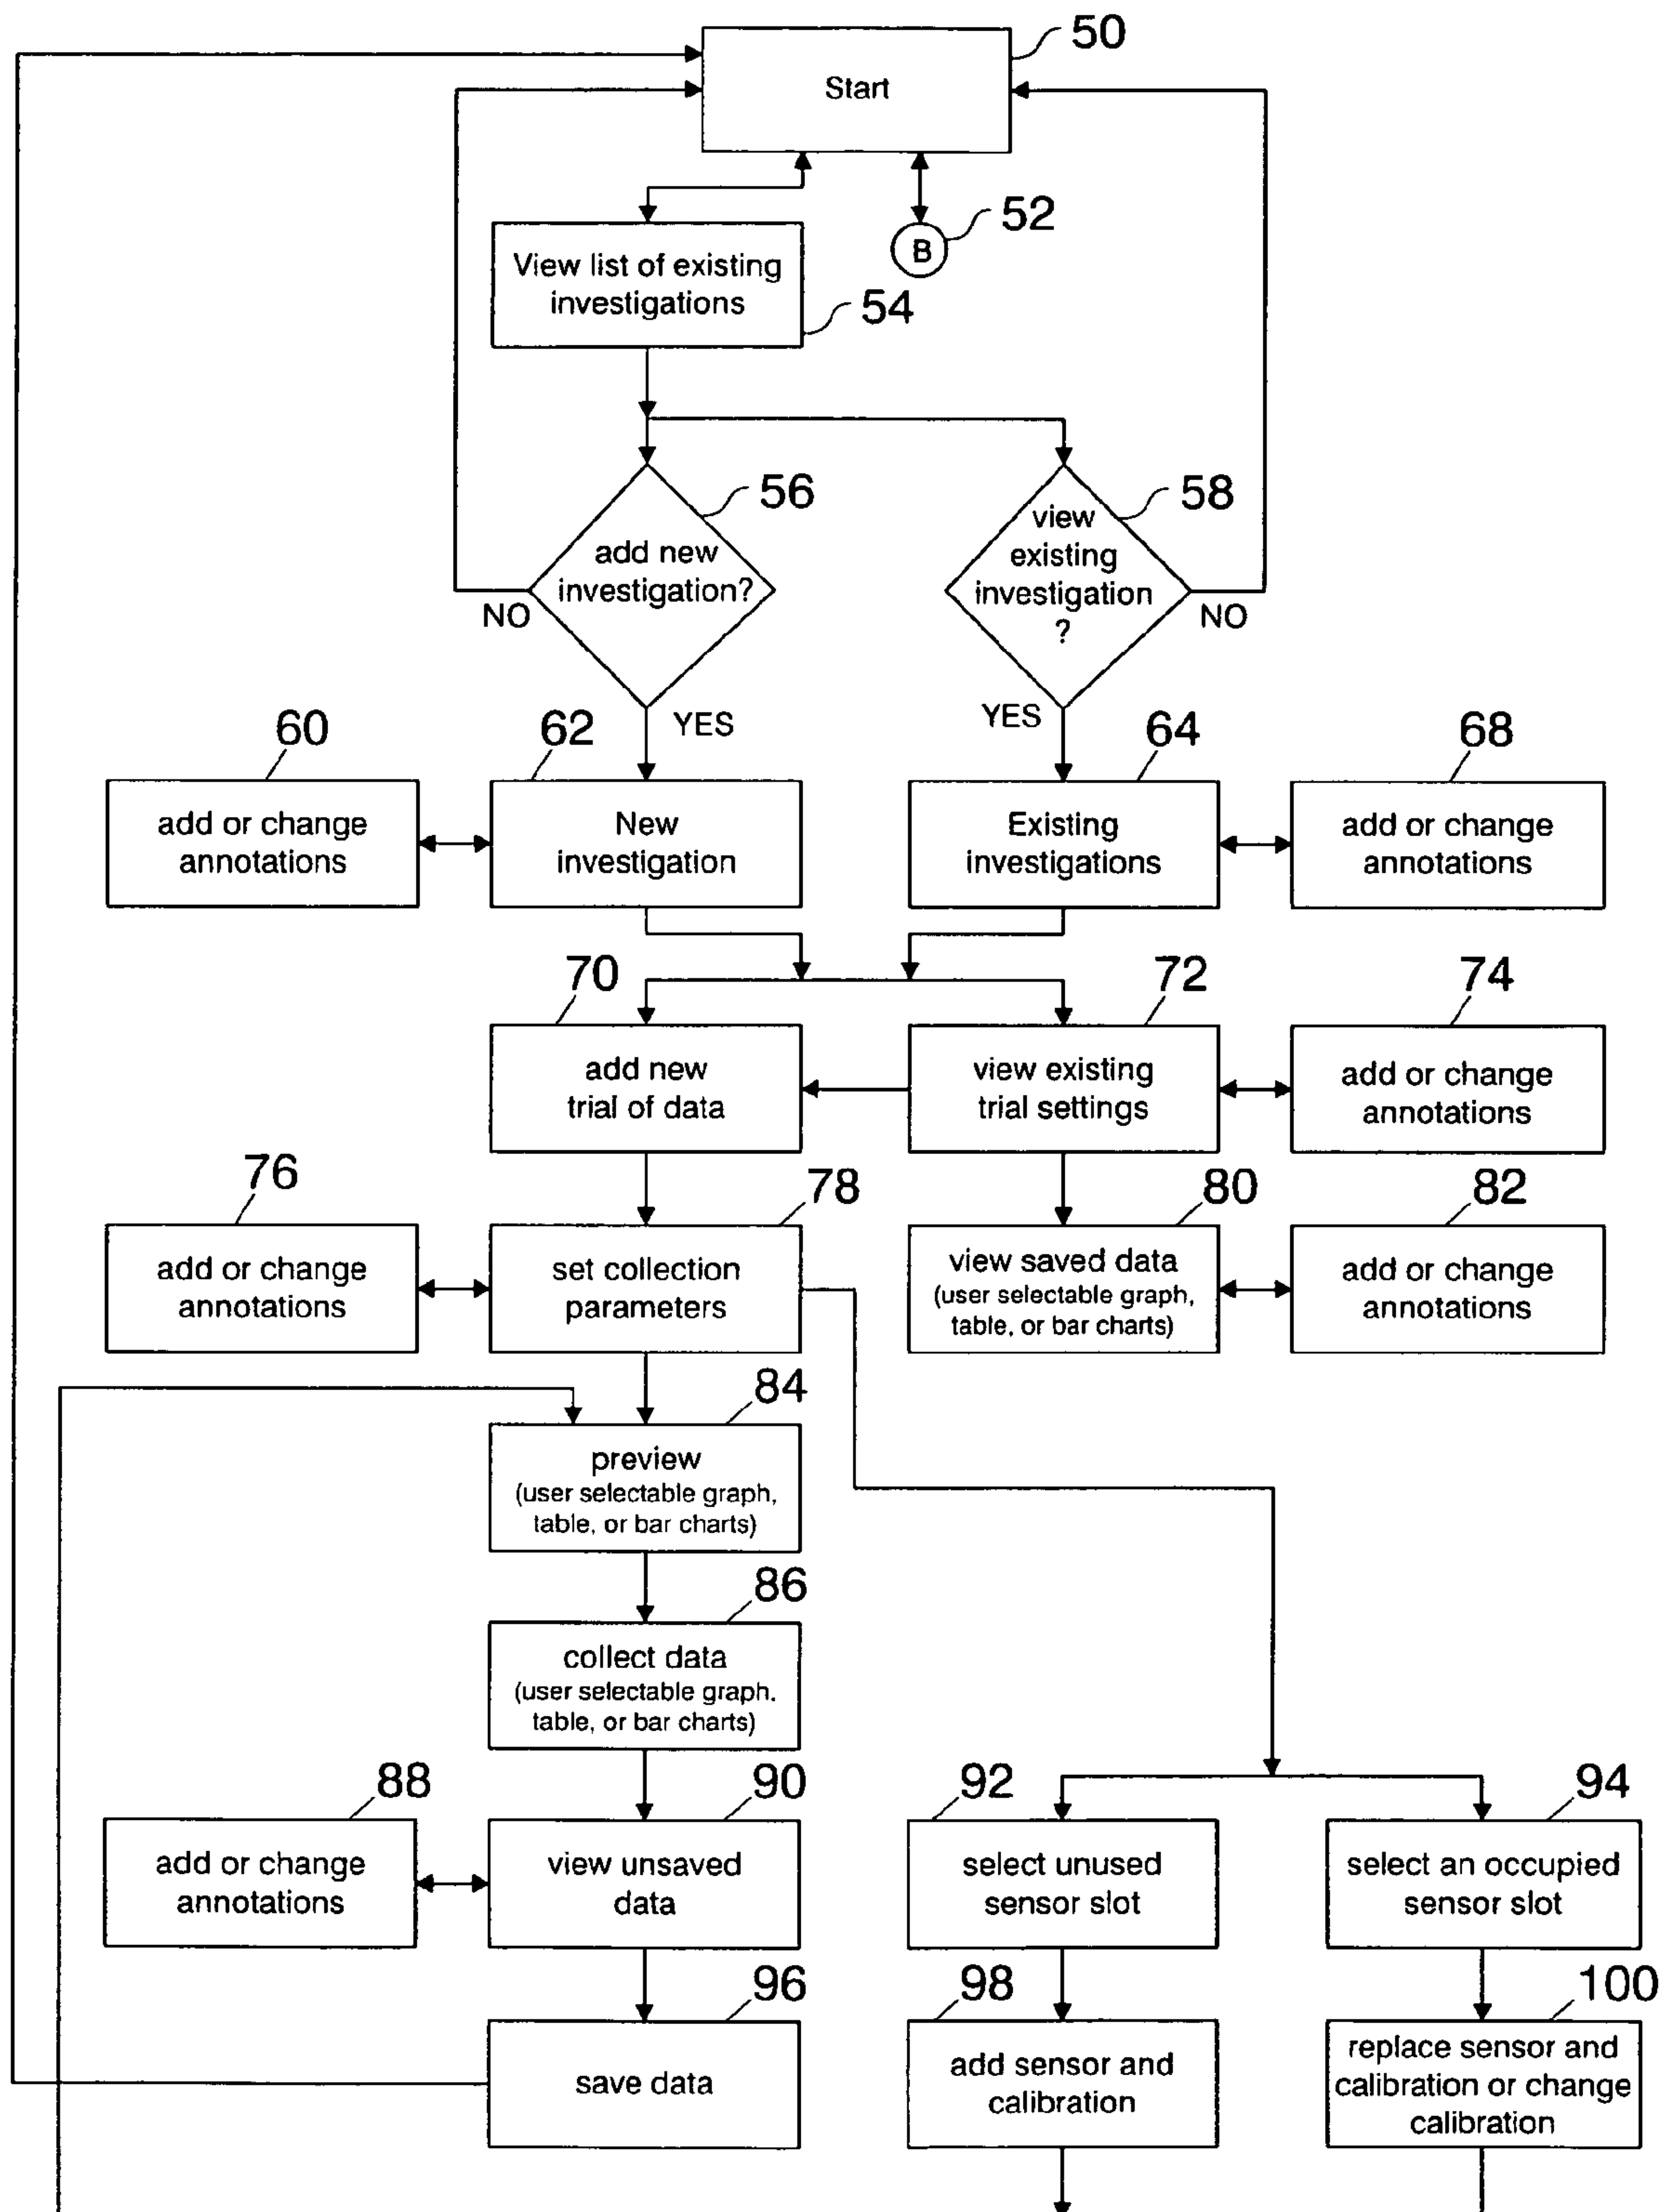 50
Start
52
B
View list of existing
investigations
54
56
add new
investigation?
NO
YES
58
view
existing
investigation
?
NO
YES
60
add or change
annotations
62
New
investigation
64
Existing
investigations
68
add or change
annotations
70
add new
trial of data
72
view existing
trial settings
74
add or change
annotations
76
add or change
annotations
78
set collection
parameters
80
view saved data
(user selectable graph,
table, or bar charts)
82
add or change
annotations
84
preview
(user selectable graph,
table, or bar charts)
86
collect data
(user selectable graph,
table, or bar charts)
88
add or change
annotations
90
view unsaved
data
92
select unused
sensor slot
94
select an occupied
sensor slot
96
save data
98
add sensor and
calibration
100
replace sensor and
calibration or change
calibration